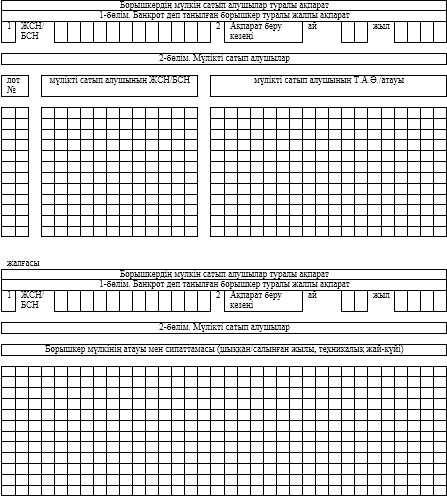 Борышкердің мүлкін сатып алушылар туралы ақпарат
1-бөлім. Банкрот деп танылған борышкер туралы жалпы ақпарат
1 ЖСН/ 2 Ақпарат беру ай жыл
БСН кезеңі
2-бөлім. Мүлікті сатып алушылар
лот мүлікті сатып алушының ЖСН/БСН мүлікті сатып алушының Т.А.Ә./атауы
№
жалғасы
Борышкердің мүлкін сатып алушылар туралы ақпарат
1-бөлім. Банкрот деп танылған борышкер туралы жалпы ақпарат
1 ЖСН/ 2 Ақпарат беру ай жыл
БСН кезеңі
2-бөлім. Мүлікті сатып алушылар
Борышкер мүлкінің атауы мен сипаттамасы (шыққан/салынған жылы, техникалық жай-күйі)